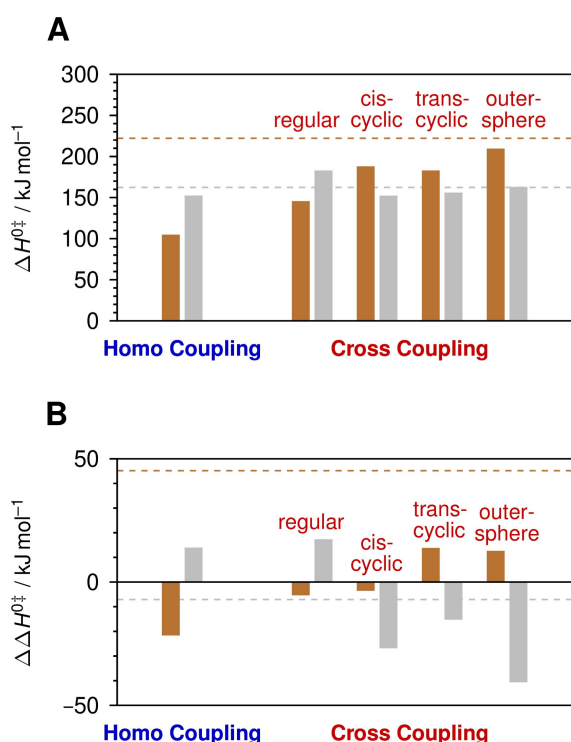 A
ΔH⁰‡ / kJ mol⁻¹
300
250
200
150
100
50
0
regular
cis-
cyclic
trans-
cyclic
outer-
sphere
Homo Coupling
Cross Coupling
B
ΔΔH⁰‡ / kJ mol⁻¹
50
0
−50
regular
cis-
cyclic
trans-
cyclic
outer-
sphere
Homo Coupling
Cross Coupling